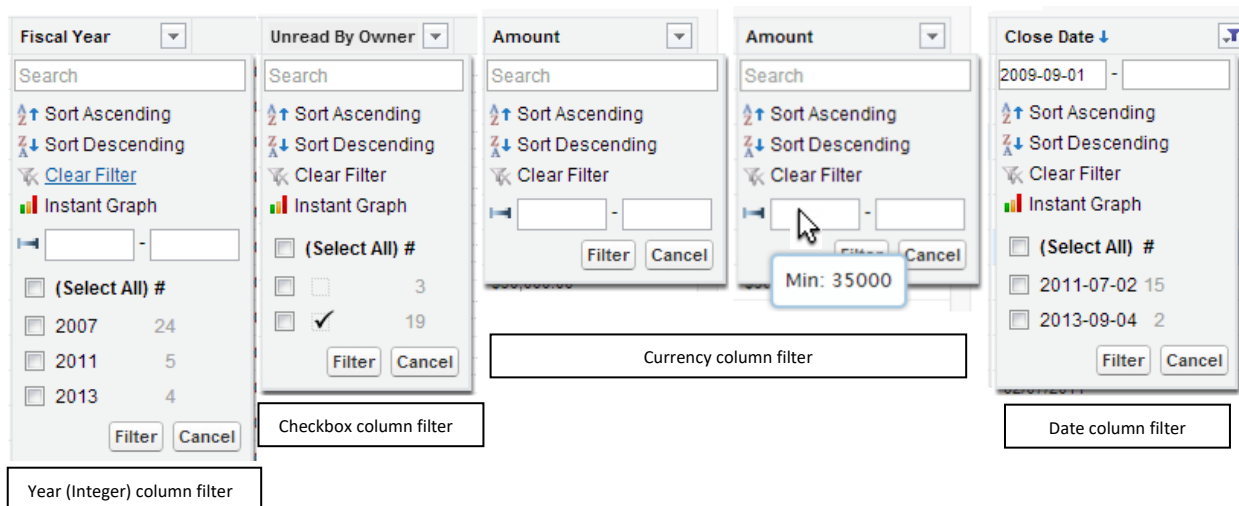 Fiscal Year
Search
Sort Ascending
Sort Descending
Clear Filter
Instant Graph
-
(Select All) #
2007 24
2011 5
2013 4
Filter Cancel
Year (Integer) column filter
Unread By Owner
Search
Sort Ascending
Sort Descending
Clear Filter
Instant Graph
(Select All) #
3
19
Filter Cancel
Checkbox column filter
Amount
Search
Sort Ascending
Sort Descending
Clear Filter
-
Filter Cancel
Amount
Search
Sort Ascending
Sort Descending
Clear Filter
-
Filter Cancel
Min: 35000
Currency column filter
Close Date
2009-09-01 -
Sort Ascending
Sort Descending
Clear Filter
Instant Graph
(Select All) #
2011-07-02 15
2013-09-04 2
Filter Cancel
Date column filter